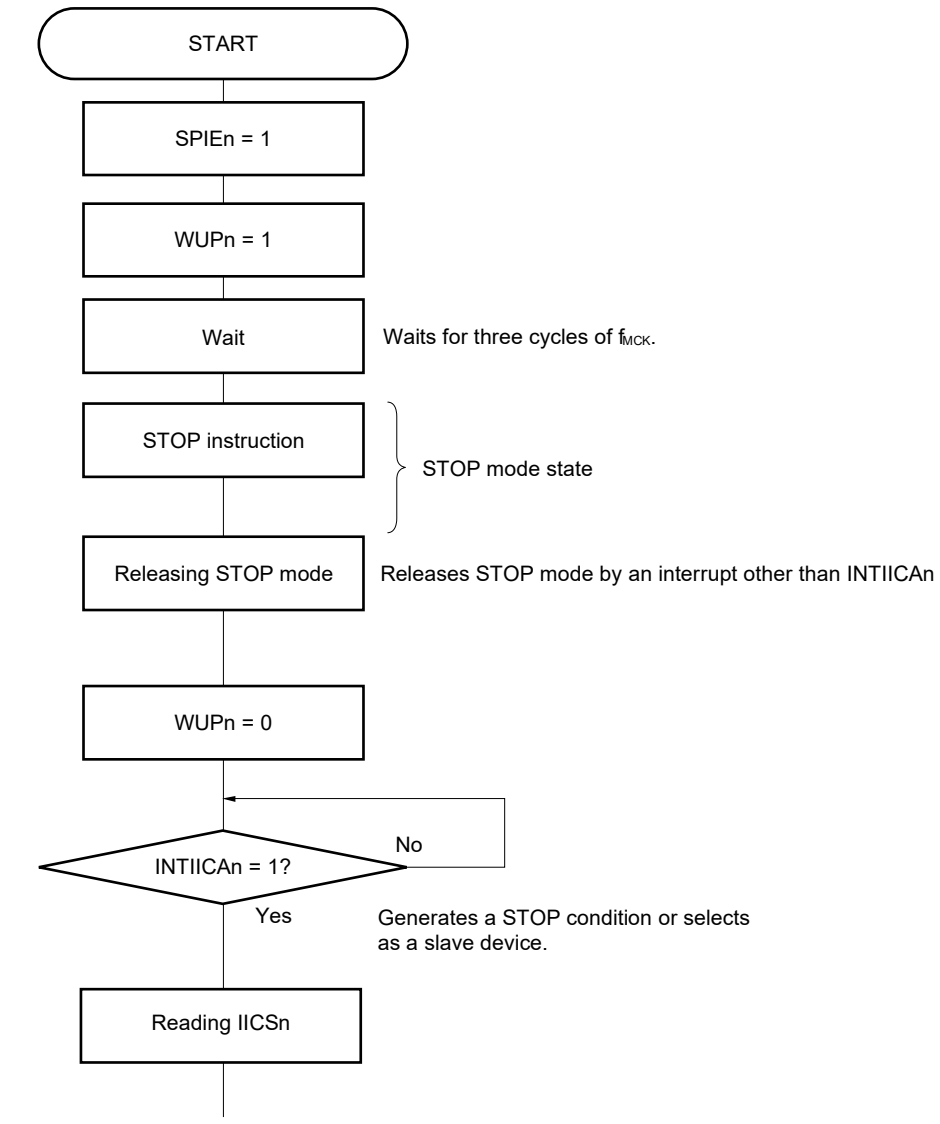 START
SPIEn = 1
WUPn = 1
Wait
Waits for three cycles of fMCK.
STOP instruction
STOP mode state
Releasing STOP mode
Releases STOP mode by an interrupt other than INTIICAn
WUPn = 0
No
INTIICAn = 1?
Yes
Generates a STOP condition or selects
as a slave device.
Reading IICSn